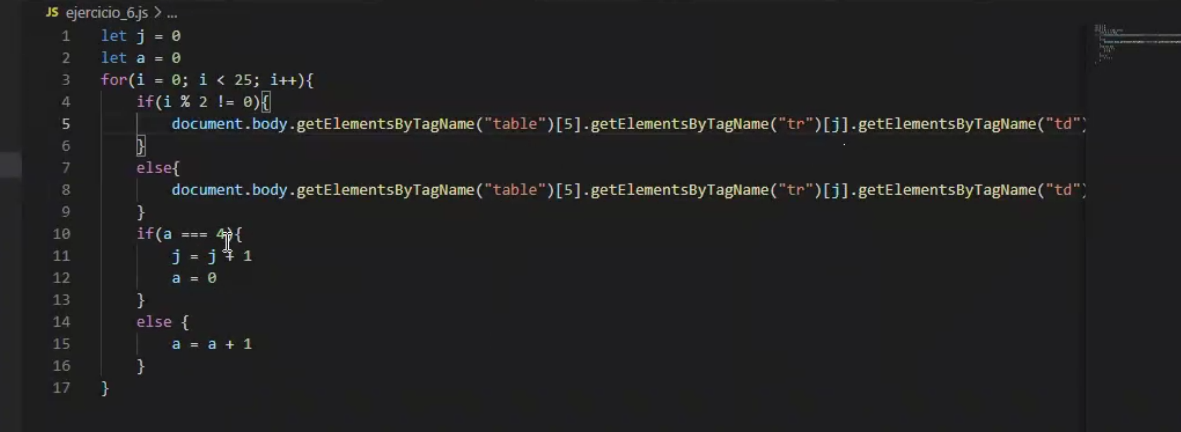 JS ejercicio_6.js > ...
1 let j = 0
2 let a = 0
3 for(i = 0; i < 25; i++){
4 if(i % 2 != 0){
5 document.body.getElementsByTagName("table")[5].getElementsByTagName("tr")[j].getElementsByTagName("td")
6 }
7 else{
8 document.body.getElementsByTagName("table")[5].getElementsByTagName("tr")[j].getElementsByTagName("td")
9 }
10 if(a === 4){
11 j = j + 1
12 a = 0
13 }
14 else {
15 a = a + 1
16 }
17 }